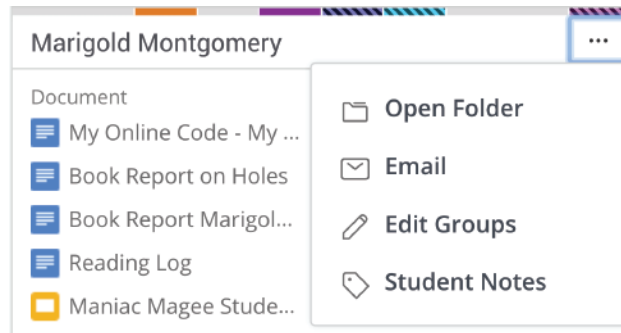 Marigold Montgomery
...
Document
My Online Code - My ...
Book Report on Holes
Book Report Marigol...
Reading Log
Maniac Magee Stude...
Open Folder
Email
Edit Groups
Student Notes